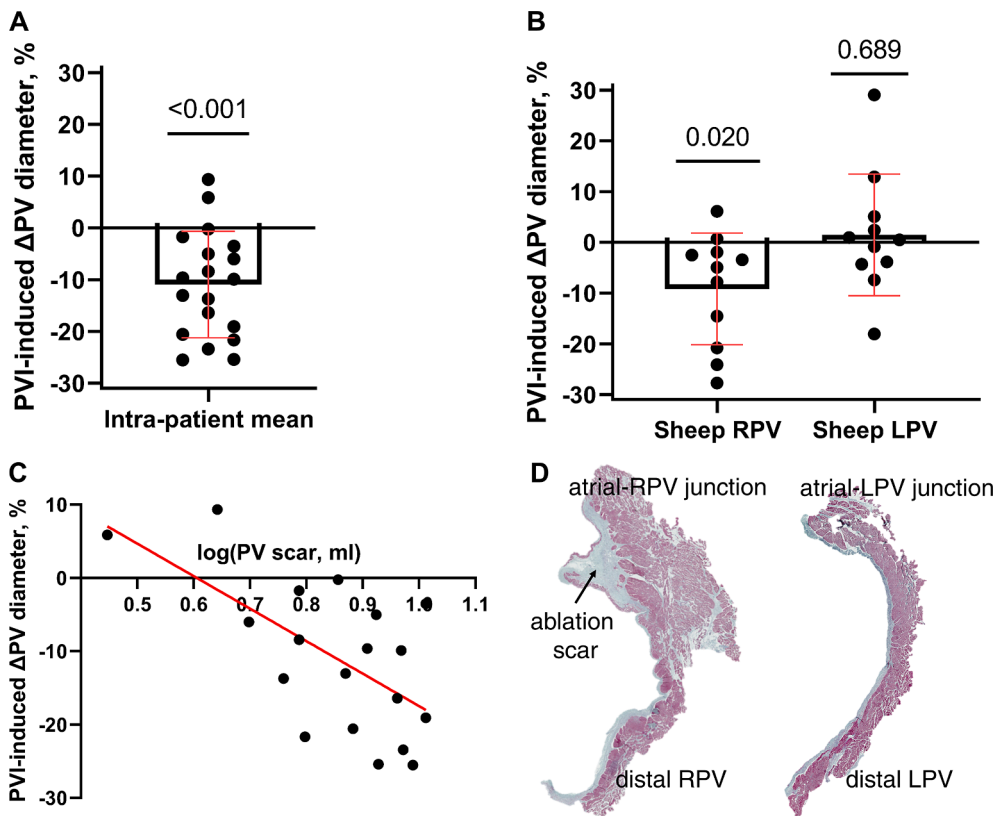 A
PVI-induced ΔPV diameter, %
30
20
10
0
-10
-20
-30
<0.001
Intra-patient mean
B
PVI-induced ΔPV diameter, %
30
20
10
0
-10
-20
-30
0.020
0.689
Sheep RPV
Sheep LPV
C
PVI-induced ΔPV diameter, %
10
0
-10
-20
-30
log(PV scar, ml)
0.5
0.6
0.7
0.8
0.9
1.0
1.1
D
atrial-RPV junction
atrial-LPV junction
ablation
scar
distal RPV
distal LPV